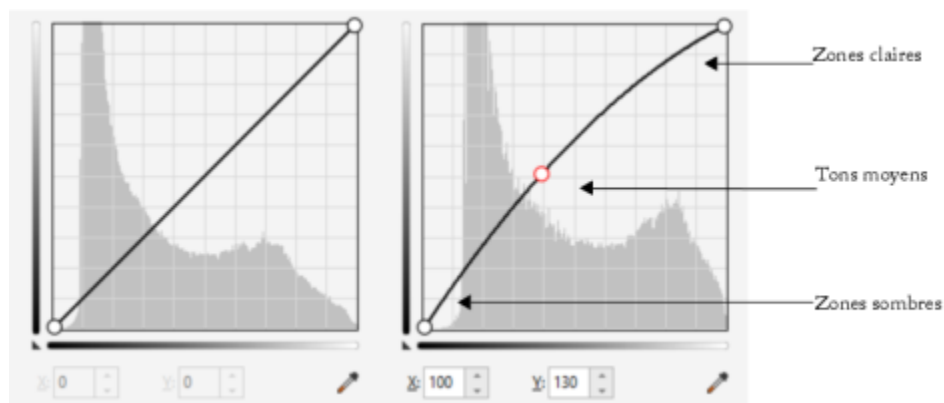 Zones claires
Tons moyens
Zones sombres
X: 0 Y: 0
X: 100 Y: 130